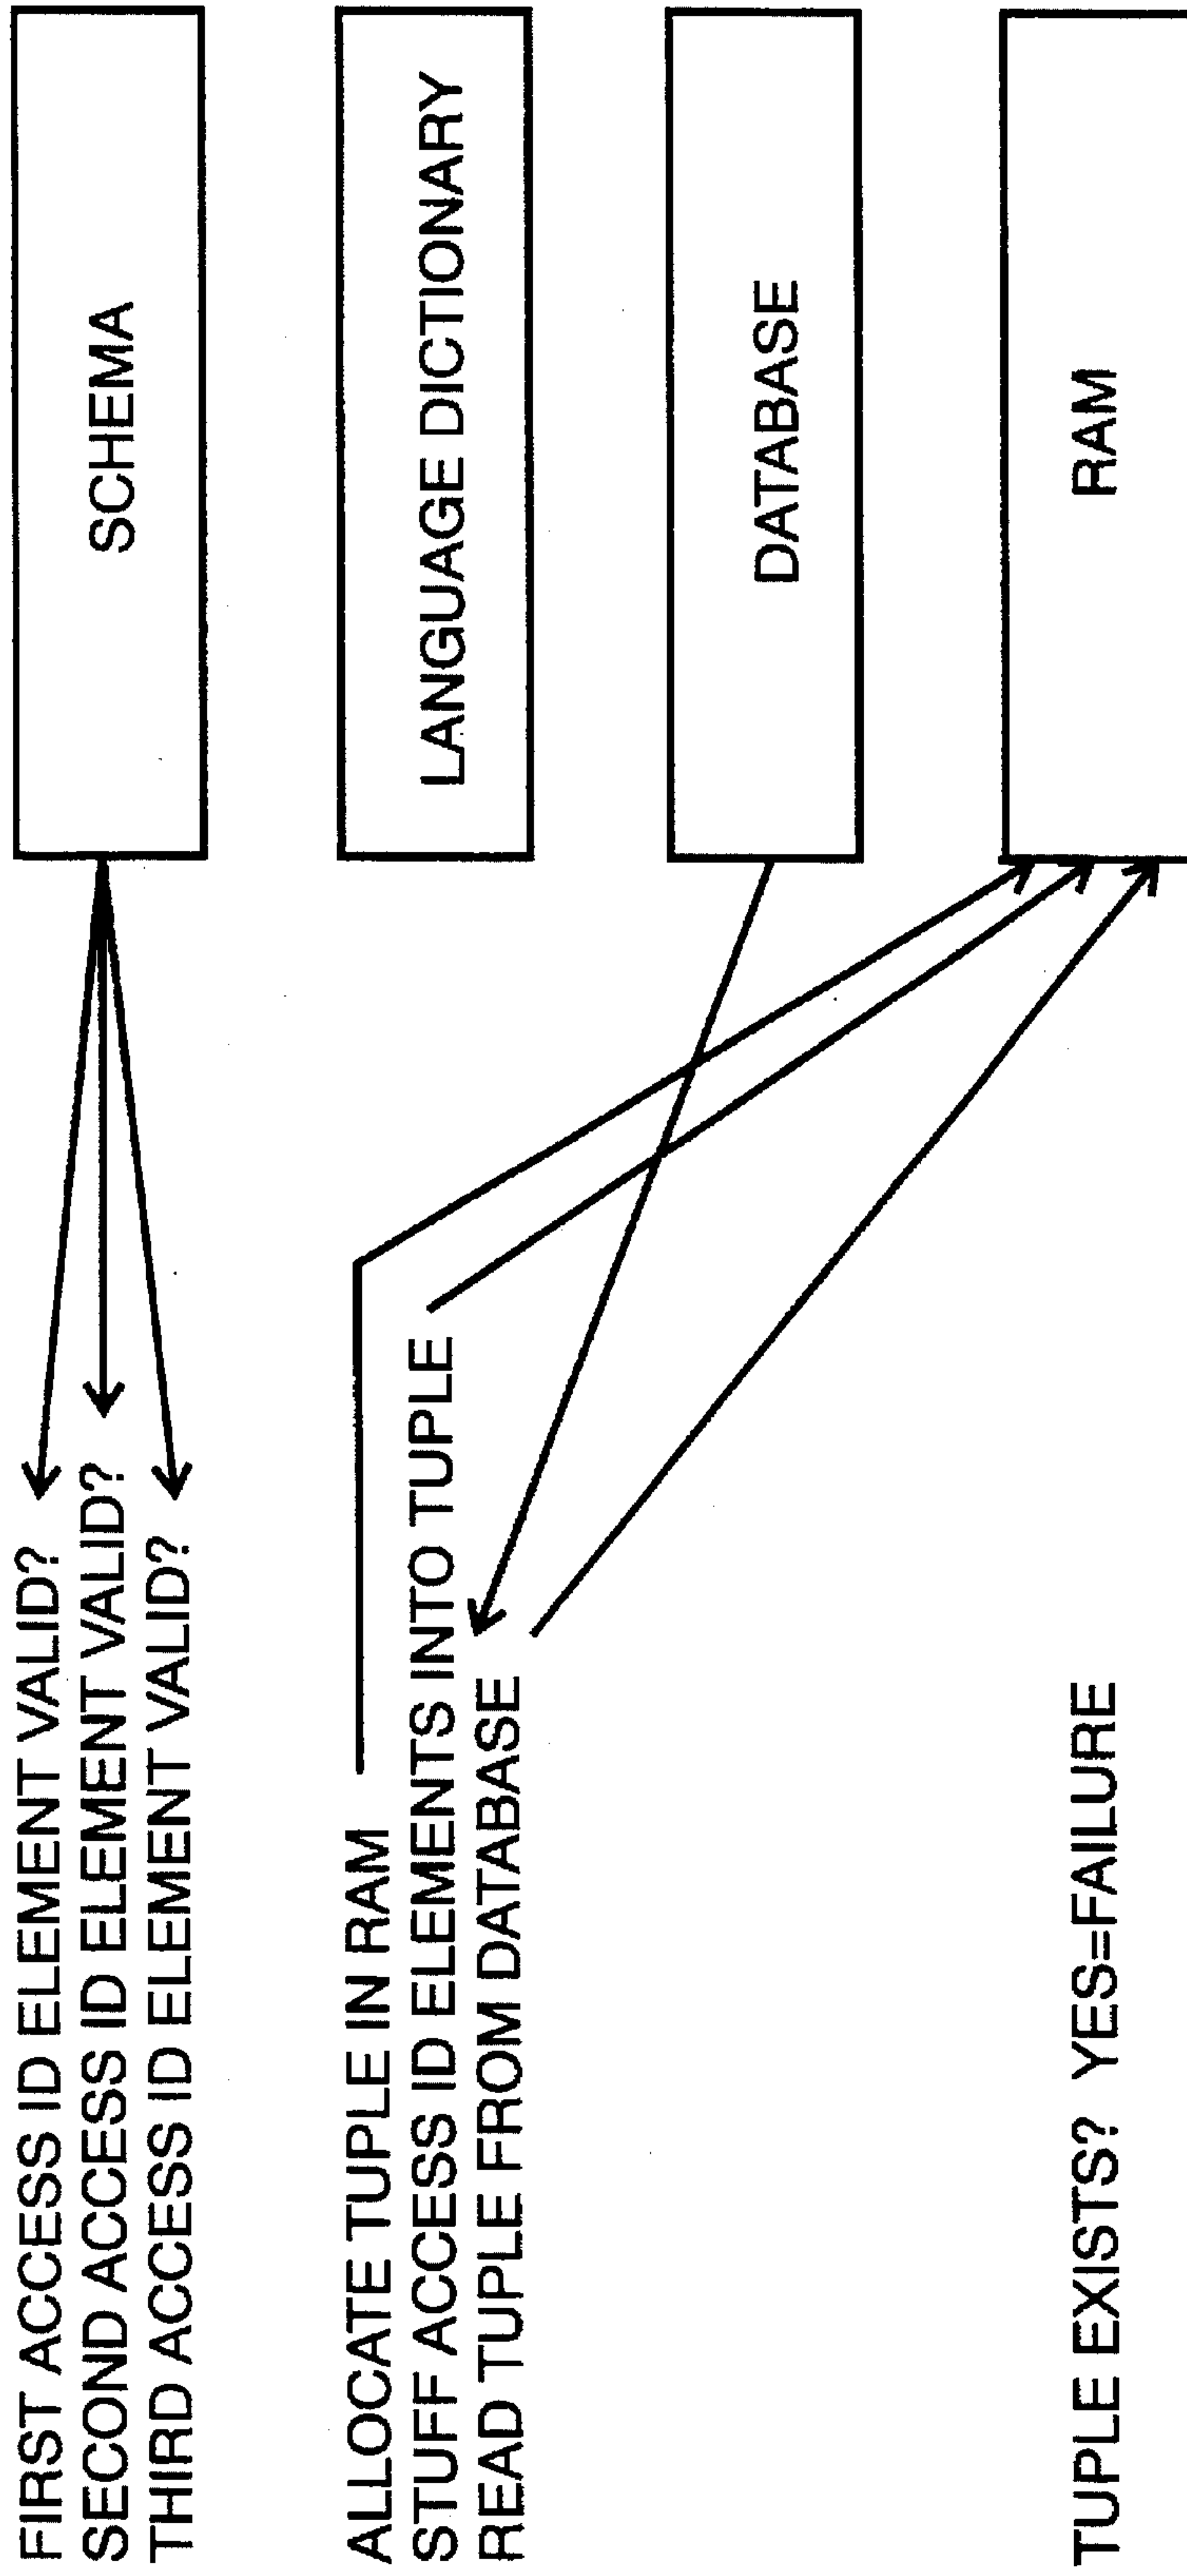 FIRST ACCESS ID ELEMENT VALID?
SECOND ACCESS ID ELEMENT VALID?
THIRD ACCESS ID ELEMENT VALID?
SCHEMA
ALLOCATE TUPLE IN RAM
STUFF ACCESS ID ELEMENTS INTO TUPLE
READ TUPLE FROM DATABASE
LANGUAGE DICTIONARY
DATABASE
TUPLE EXISTS? YES=FAILURE
RAM